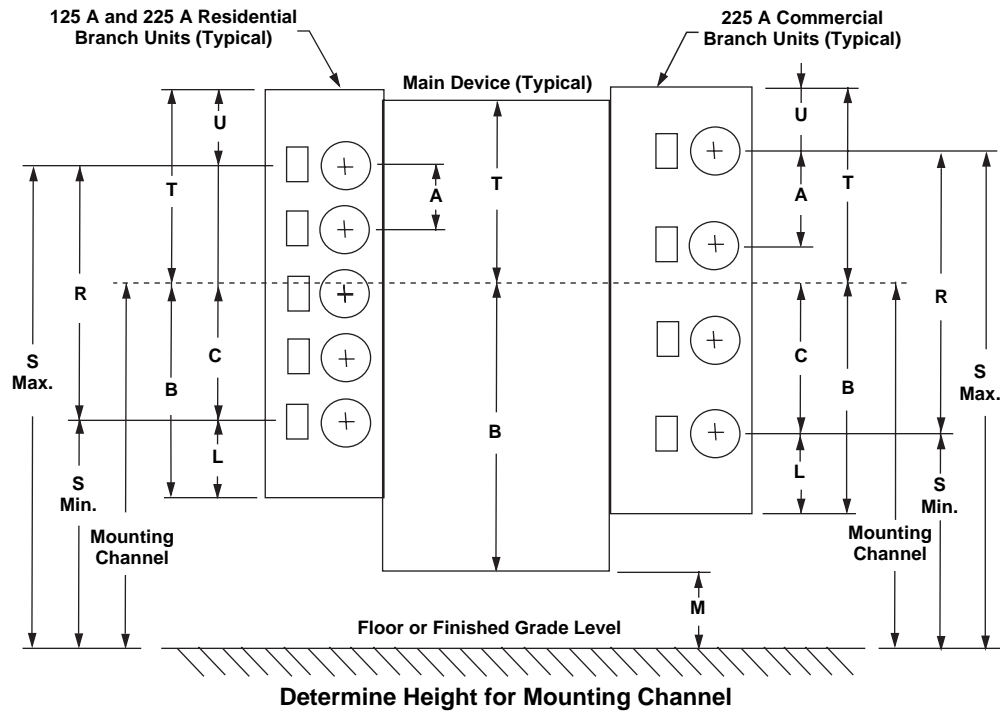 125 A and 225 A Residential
Branch Units (Typical)
225 A Commercial
Branch Units (Typical)
Main Device (Typical)
U
T
A
R
C
S
Max.
B
L
S
Min.
Mounting
Channel
T
B
U
A
T
R
C
B
S
Max.
L
S
Min.
Mounting
Channel
M
Floor or Finished Grade Level
Determine Height for Mounting Channel